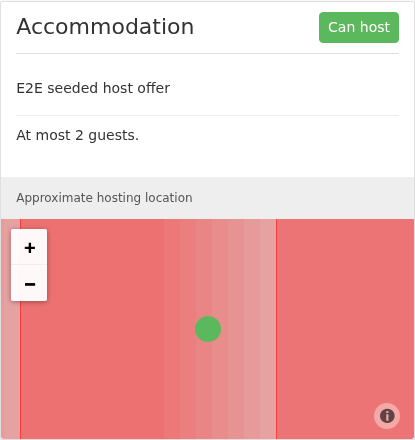 Accommodation
Can host
E2E seeded host offer
At most 2 guests.
Approximate hosting location
+
−
i